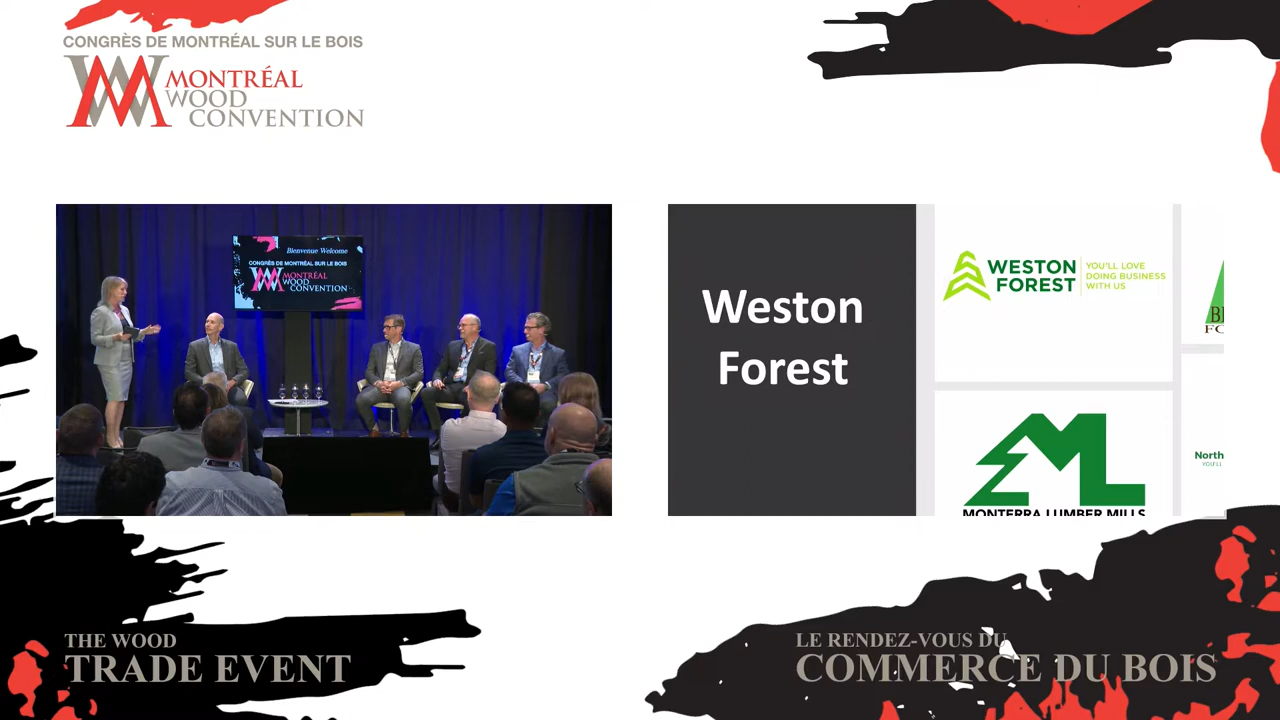 CONGRÈS DE MONTRÉAL SUR LE BOIS
MONTRÉAL
WOOD
CONVENTION
Bienvenue Welcome
CONGRÈS DE MONTRÉAL SUR LE BOIS
MONTRÉAL
WOOD
CONVENTION
Weston
Forest
WESTON
FOREST
YOU'LL LOVE
DOING BUSINESS
WITH US
MONTERRA LUMBER MILLS
North
THE WOOD
TRADE EVENT
LE RENDEZ-VOUS DU
COMMERCE DU BOIS